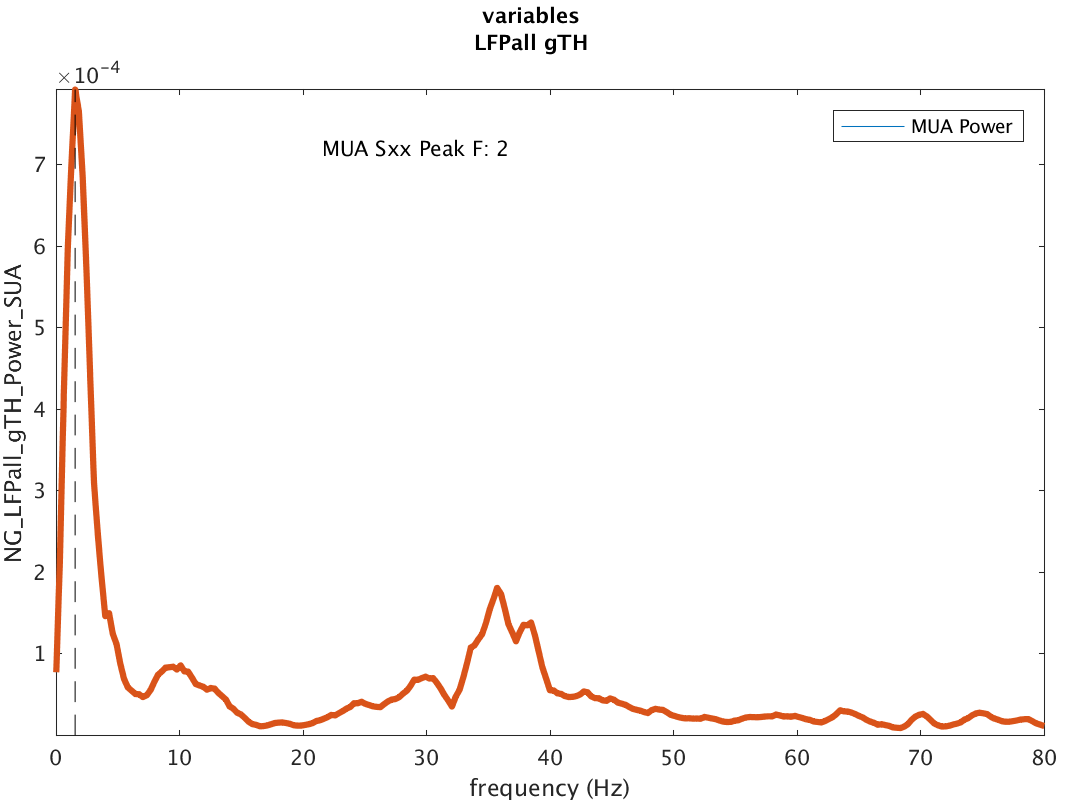 variables
LFPall gTH
×10⁻⁴
MUA Power
MUA Sxx Peak F: 2
7
6
5
4
3
2
1
NG_LFPall_gTH_Power_SUA
0 10 20 30 40 50 60 70 80
frequency (Hz)